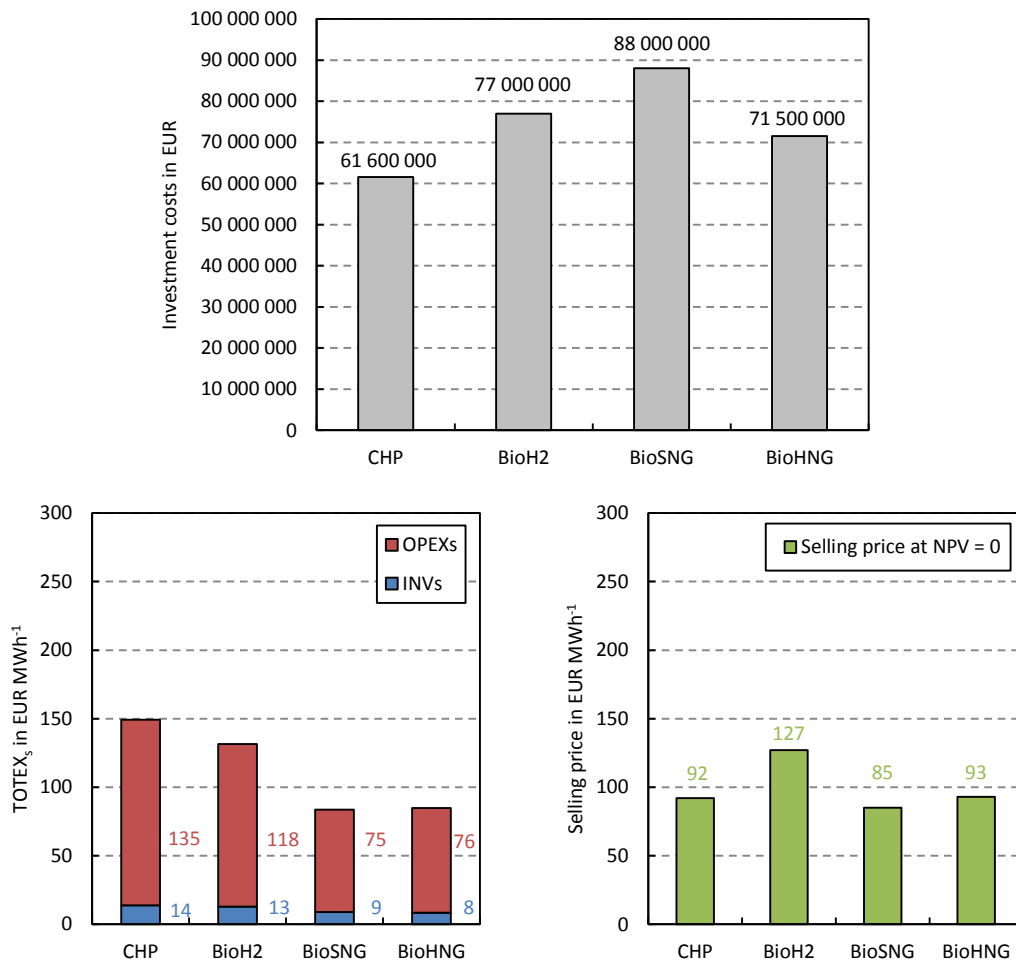 Investment costs in EUR
100 000 000
90 000 000
80 000 000
70 000 000
60 000 000
50 000 000
40 000 000
30 000 000
20 000 000
10 000 000
0
61 600 000
77 000 000
88 000 000
71 500 000
CHP BioH2 BioSNG BioHNG
TOTEXs in EUR MWh-1
300
250
200
150
100
50
0
OPEXs
INVs
135 118 75 76
14 13 9 8
CHP BioH2 BioSNG BioHNG
Selling price in EUR MWh-1
300
250
200
150
100
50
0
Selling price at NPV = 0
92 127 85 93
CHP BioH2 BioSNG BioHNG